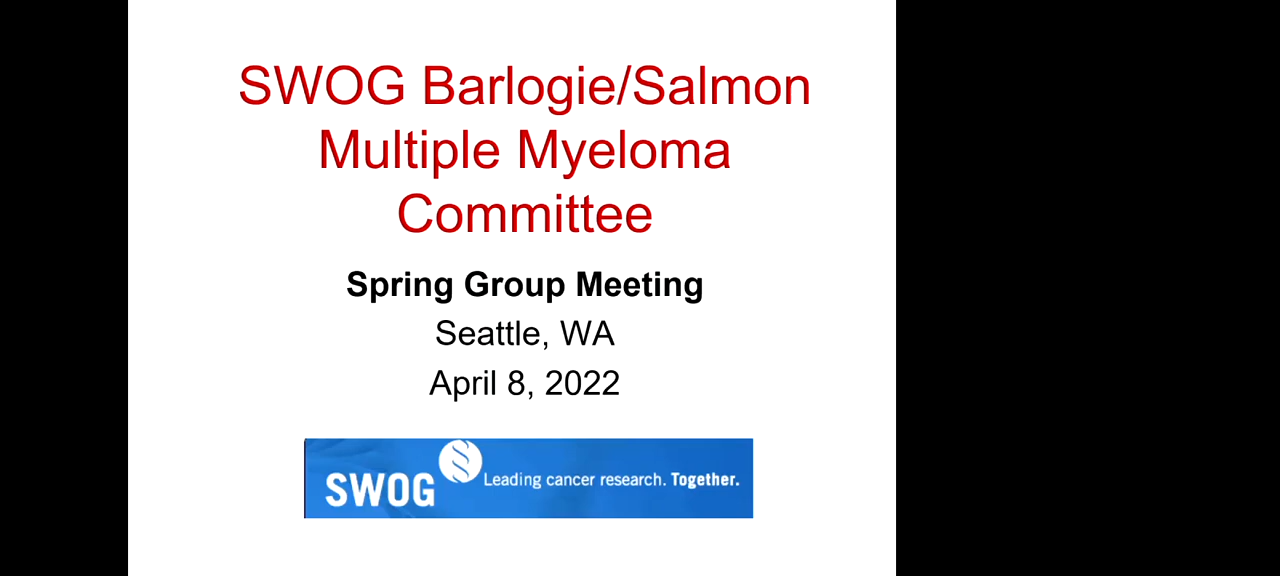 SWOG Barlogie/Salmon
Multiple Myeloma
Committee
Spring Group Meeting
Seattle, WA
April 8, 2022
SWOG Leading cancer research. Together.